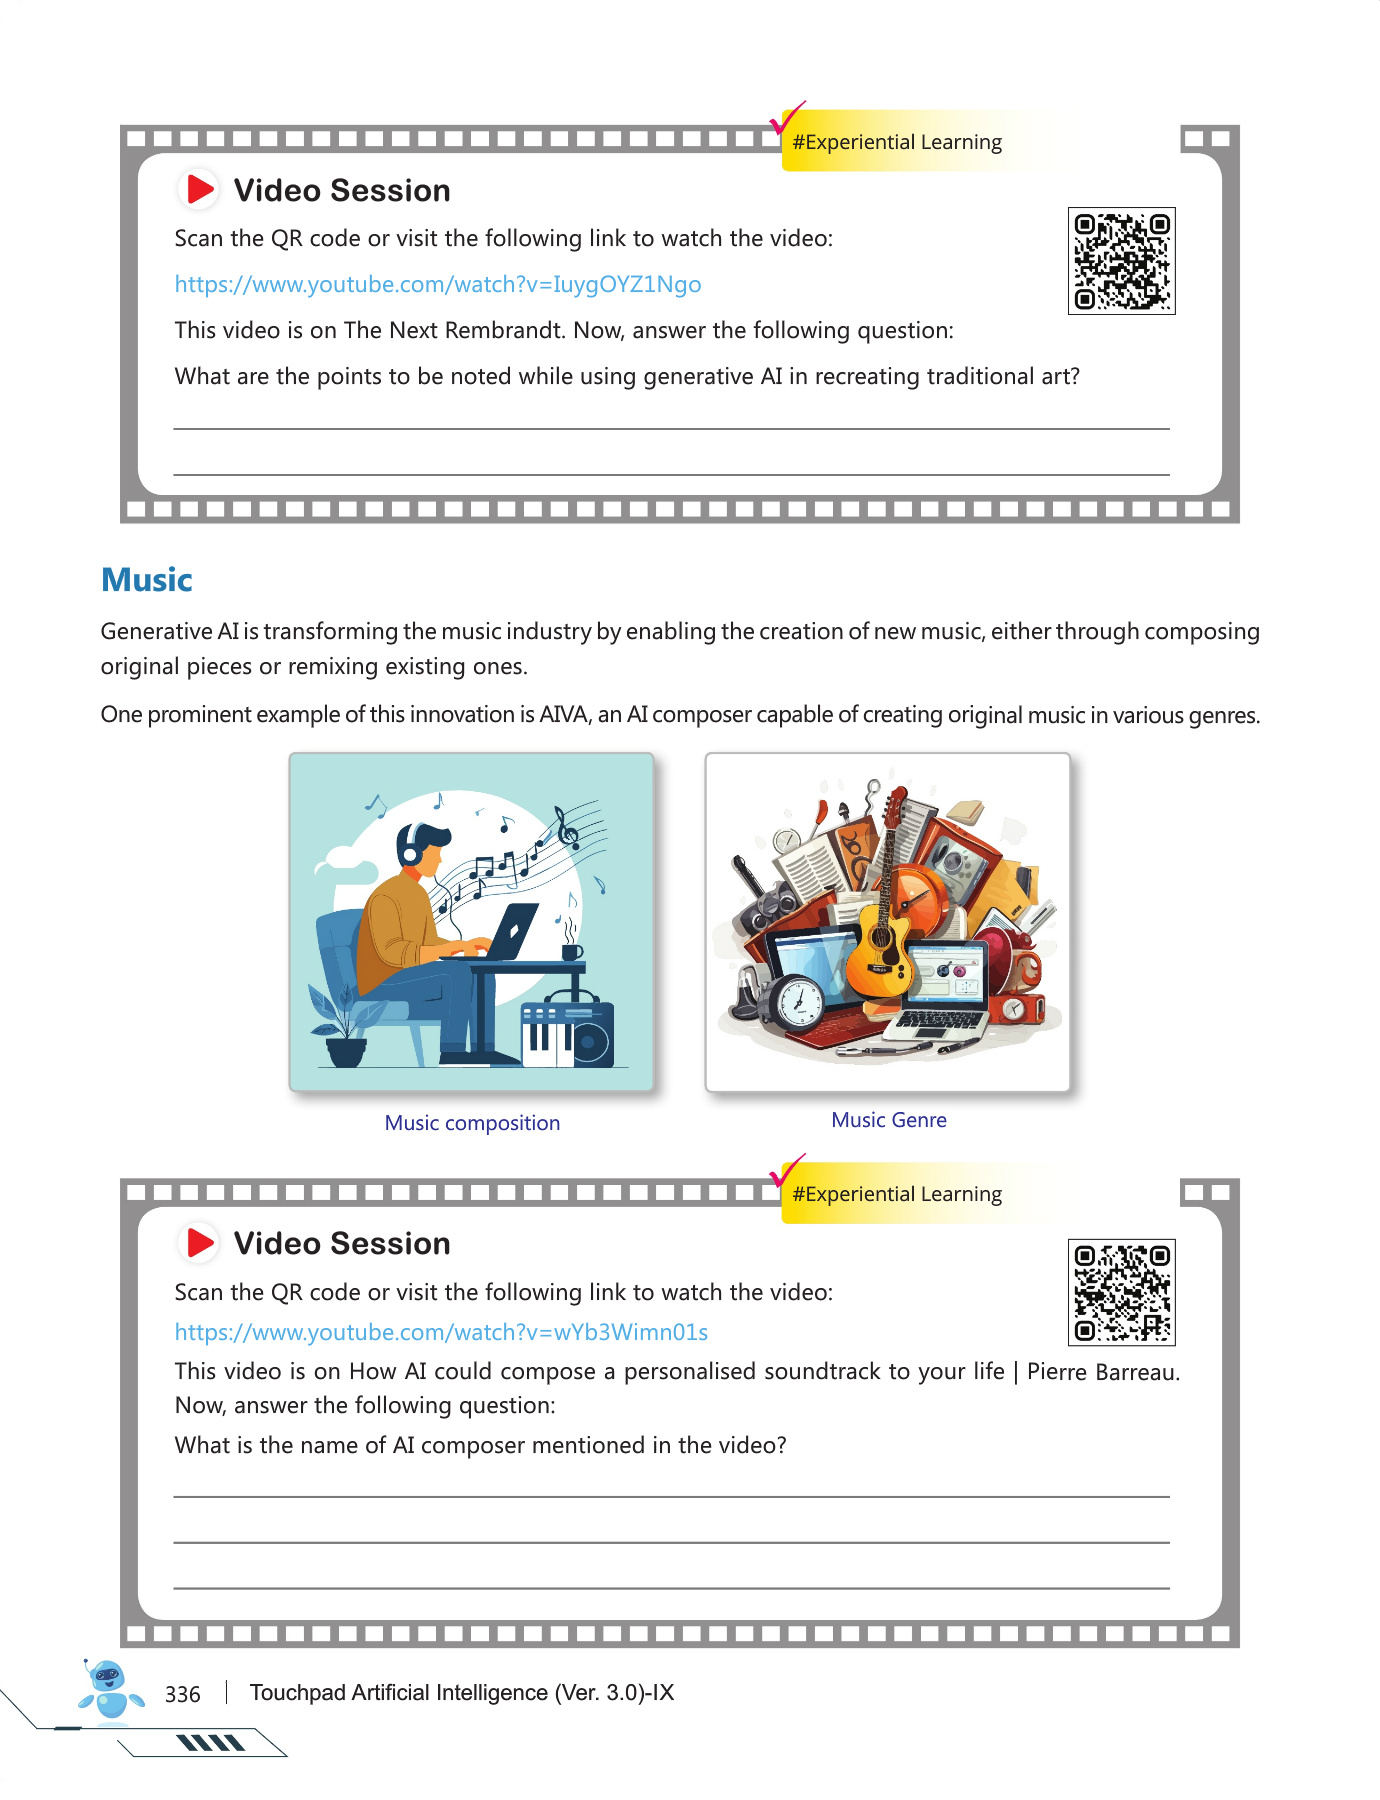 #Experiential Learning
Video Session
Scan the QR code or visit the following link to watch the video:
https://www.youtube.com/watch?v=IuygOYZ1Ngo
This video is on The Next Rembrandt. Now, answer the following question:
What are the points to be noted while using generative AI in recreating traditional art?
Music
Generative AI is transforming the music industry by enabling the creation of new music, either through composing
original pieces or remixing existing ones.
One prominent example of this innovation is AIVA, an AI composer capable of creating original music in various genres.
Music composition
Music Genre
#Experiential Learning
Video Session
Scan the QR code or visit the following link to watch the video:
https://www.youtube.com/watch?v=wYb3Wimn01s
This video is on How AI could compose a personalised soundtrack to your life | Pierre Barreau.
Now, answer the following question:
What is the name of AI composer mentioned in the video?
336 | Touchpad Artificial Intelligence (Ver. 3.0)-IX